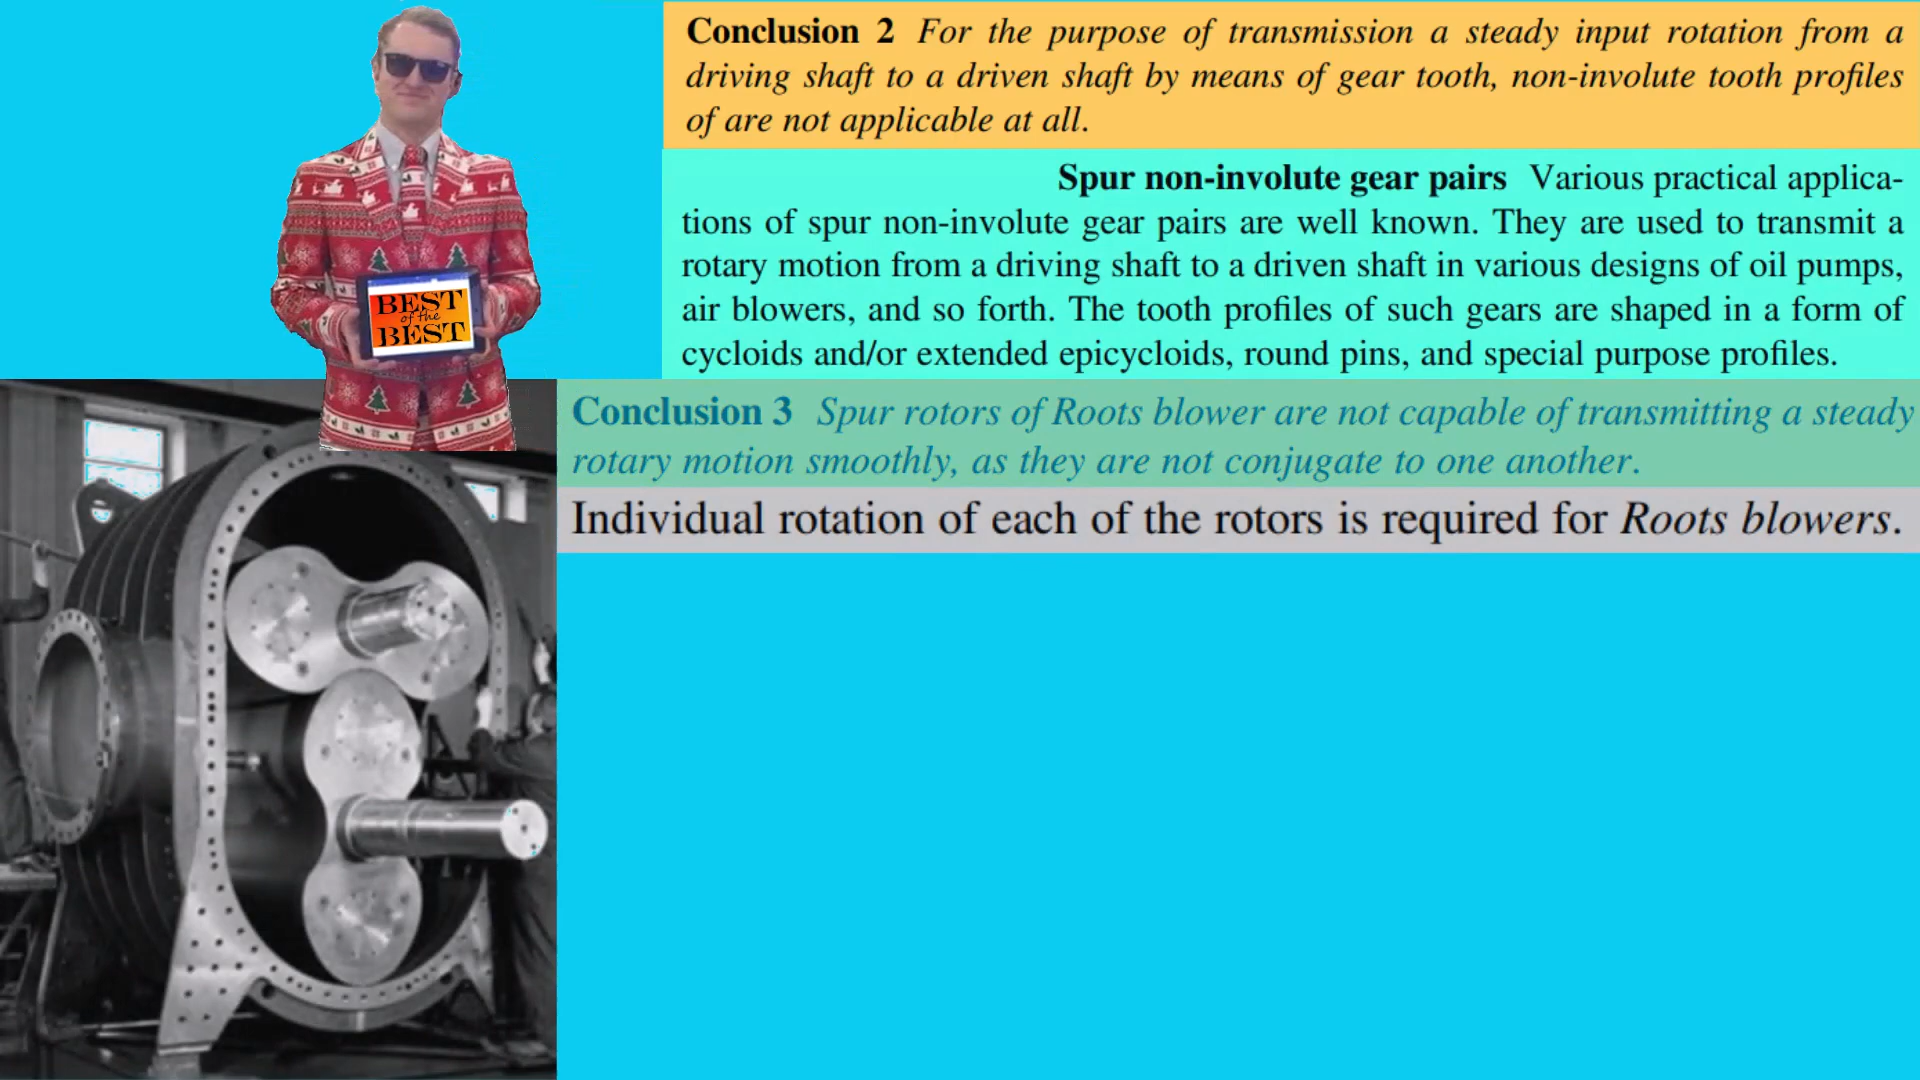 Conclusion 2 For the purpose of transmission a steady input rotation from a
driving shaft to a driven shaft by means of gear tooth, non-involute tooth profiles
of are not applicable at all.
Spur non-involute gear pairs Various practical applica-
tions of spur non-involute gear pairs are well known. They are used to transmit a
rotary motion from a driving shaft to a driven shaft in various designs of oil pumps,
air blowers, and so forth. The tooth profiles of such gears are shaped in a form of
cycloids and/or extended epicycloids, round pins, and special purpose profiles.
BEST
of the
BEST
Conclusion 3 Spur rotors of Roots blower are not capable of transmitting a steady
rotary motion smoothly, as they are not conjugate to one another.
Individual rotation of each of the rotors is required for Roots blowers.